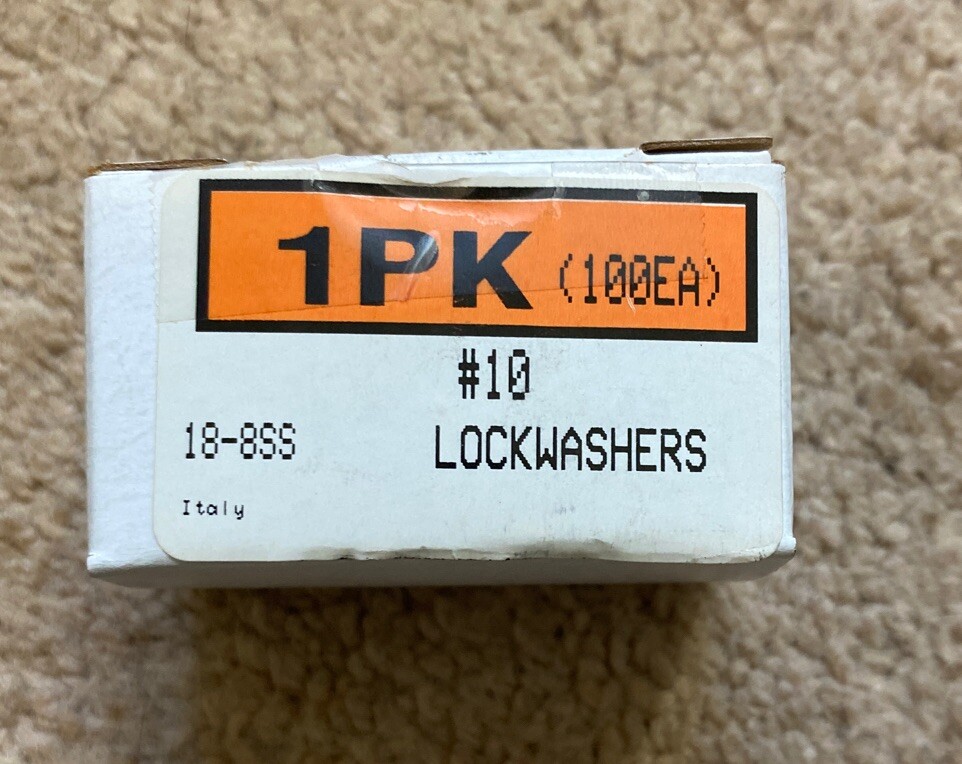 1PK (100EA)
#10
18-8SS LOCKWASHERS
Italy